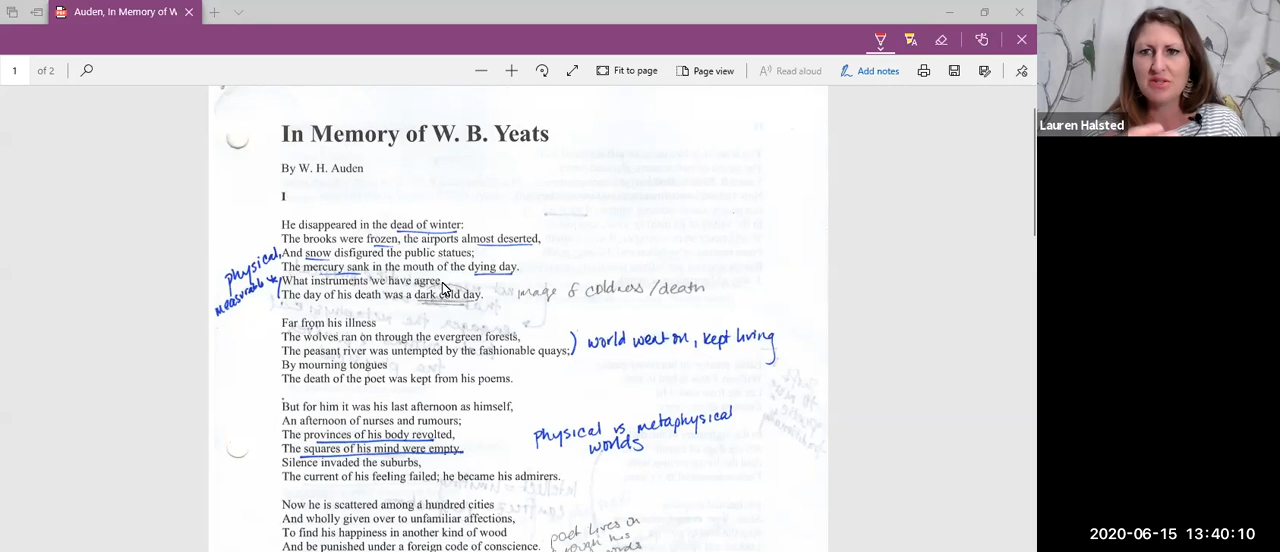 Auden, In Memory of W
1 of 2
Fit to page
Page view
Read aloud
Add notes
Lauren Halsted
In Memory of W. B. Yeats
By W. H. Auden
I
He disappeared in the dead of winter:
The brooks were frozen, the airports almost deserted,
And snow disfigured the public statues;
The mercury sank in the mouth of the dying day.
What instruments we have agree
The day of his death was a dark cold day.
physical,
measurable
image of coldness/death
Far from his illness
The wolves ran on through the evergreen forests,
The peasant river was untempted by the fashionable quays;
By mourning tongues
The death of the poet was kept from his poems.
world went on, kept living
But for him it was his last afternoon as himself,
An afternoon of nurses and rumours;
The provinces of his body revolted,
The squares of his mind were empty.
Silence invaded the suburbs,
The current of his feeling failed; he became his admirers.
physical vs metaphysical
worlds
Now he is scattered among a hundred cities
And wholly given over to unfamiliar affections,
To find his happiness in another kind of wood
And be punished under a foreign code of conscience.
poet lives on
through his
words
2020-06-15 13:40:10